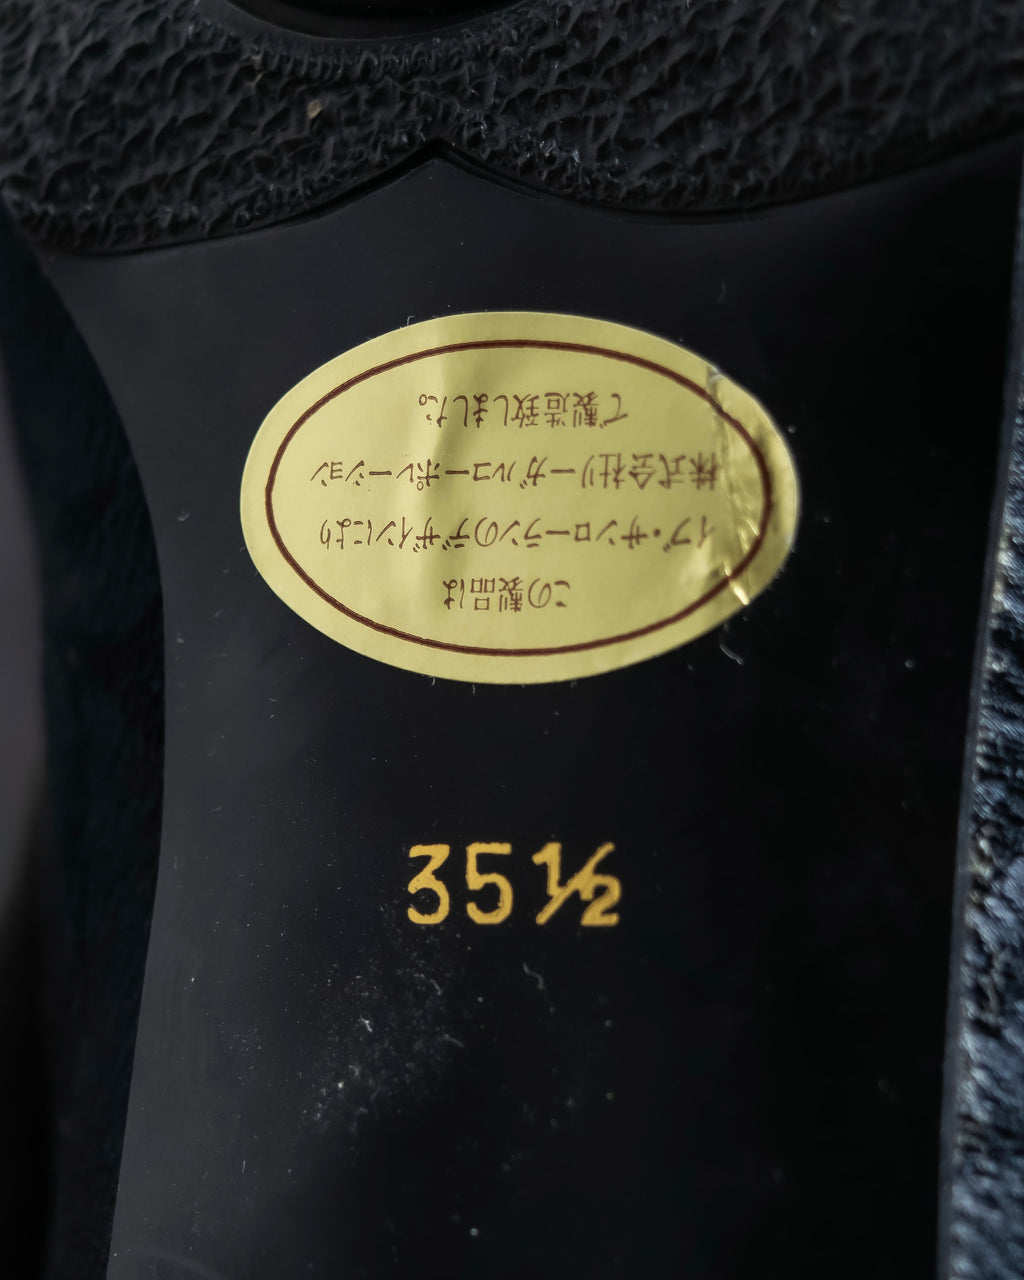 この製品は
イブ・サンローランのデザインにより
株式会社リーガルコーポレーション
で製造致しました。
35½